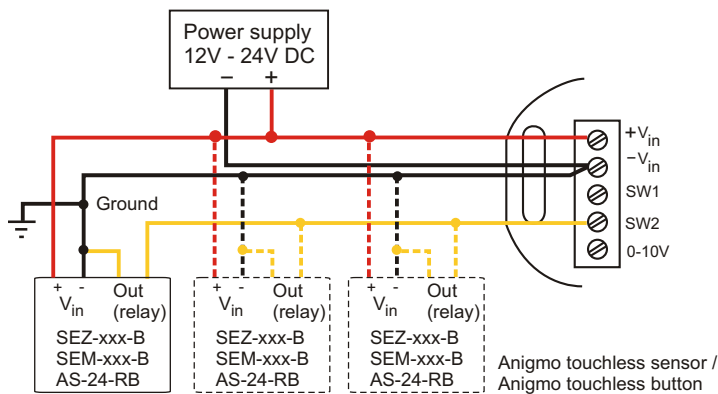 Power supply
12V - 24V DC
− +
+Vin
−Vin
SW1
SW2
0-10V
Ground
+ - Out
Vin (relay)
SEZ-xxx-B
SEM-xxx-B
AS-24-RB
+ - Out
Vin (relay)
SEZ-xxx-B
SEM-xxx-B
AS-24-RB
+ - Out
Vin (relay)
SEZ-xxx-B
SEM-xxx-B
AS-24-RB
Anigmo touchless sensor /
Anigmo touchless button